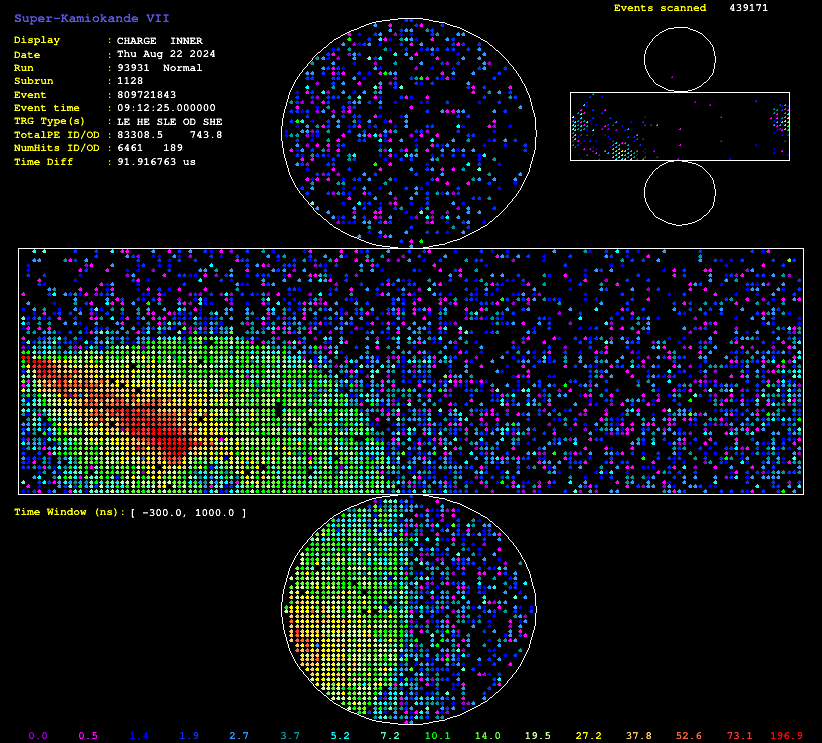 Super-Kamiokande VII
Events scanned 439171
Display : CHARGE INNER
Date : Thu Aug 22 2024
Run : 93931 Normal
Subrun : 1128
Event : 809721843
Event time : 09:12:25.000000
TRG Type(s) : LE HE SLE OD SHE
TotalPE ID/OD : 83308.5 743.8
NumHits ID/OD : 6461 189
Time Diff : 91.916763 us
Time Window (ns): [ -300.0, 1000.0 ]
0.0 0.5 1.4 1.9 2.7 3.7 5.2 7.2 10.1 14.0 19.5 27.2 37.8 52.6 73.1 196.9